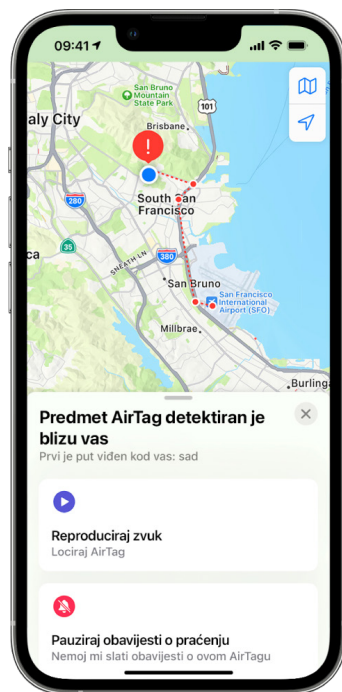 09:41
San Bruno
Mountain
State Park
101
aly City
Brisbane
280
South San
Francisco
35
ca
380
SNEATH LN
San Bruno
San Francisco
International
Airport (SFO)
Millbrae
Burling
Predmet AirTag detektiran je
blizu vas
Prvi je put viđen kod vas: sad
Reproduciraj zvuk
Lociraj AirTag
Pauziraj obavijesti o praćenju
Nemoj mi slati obavijesti o ovom AirTagu